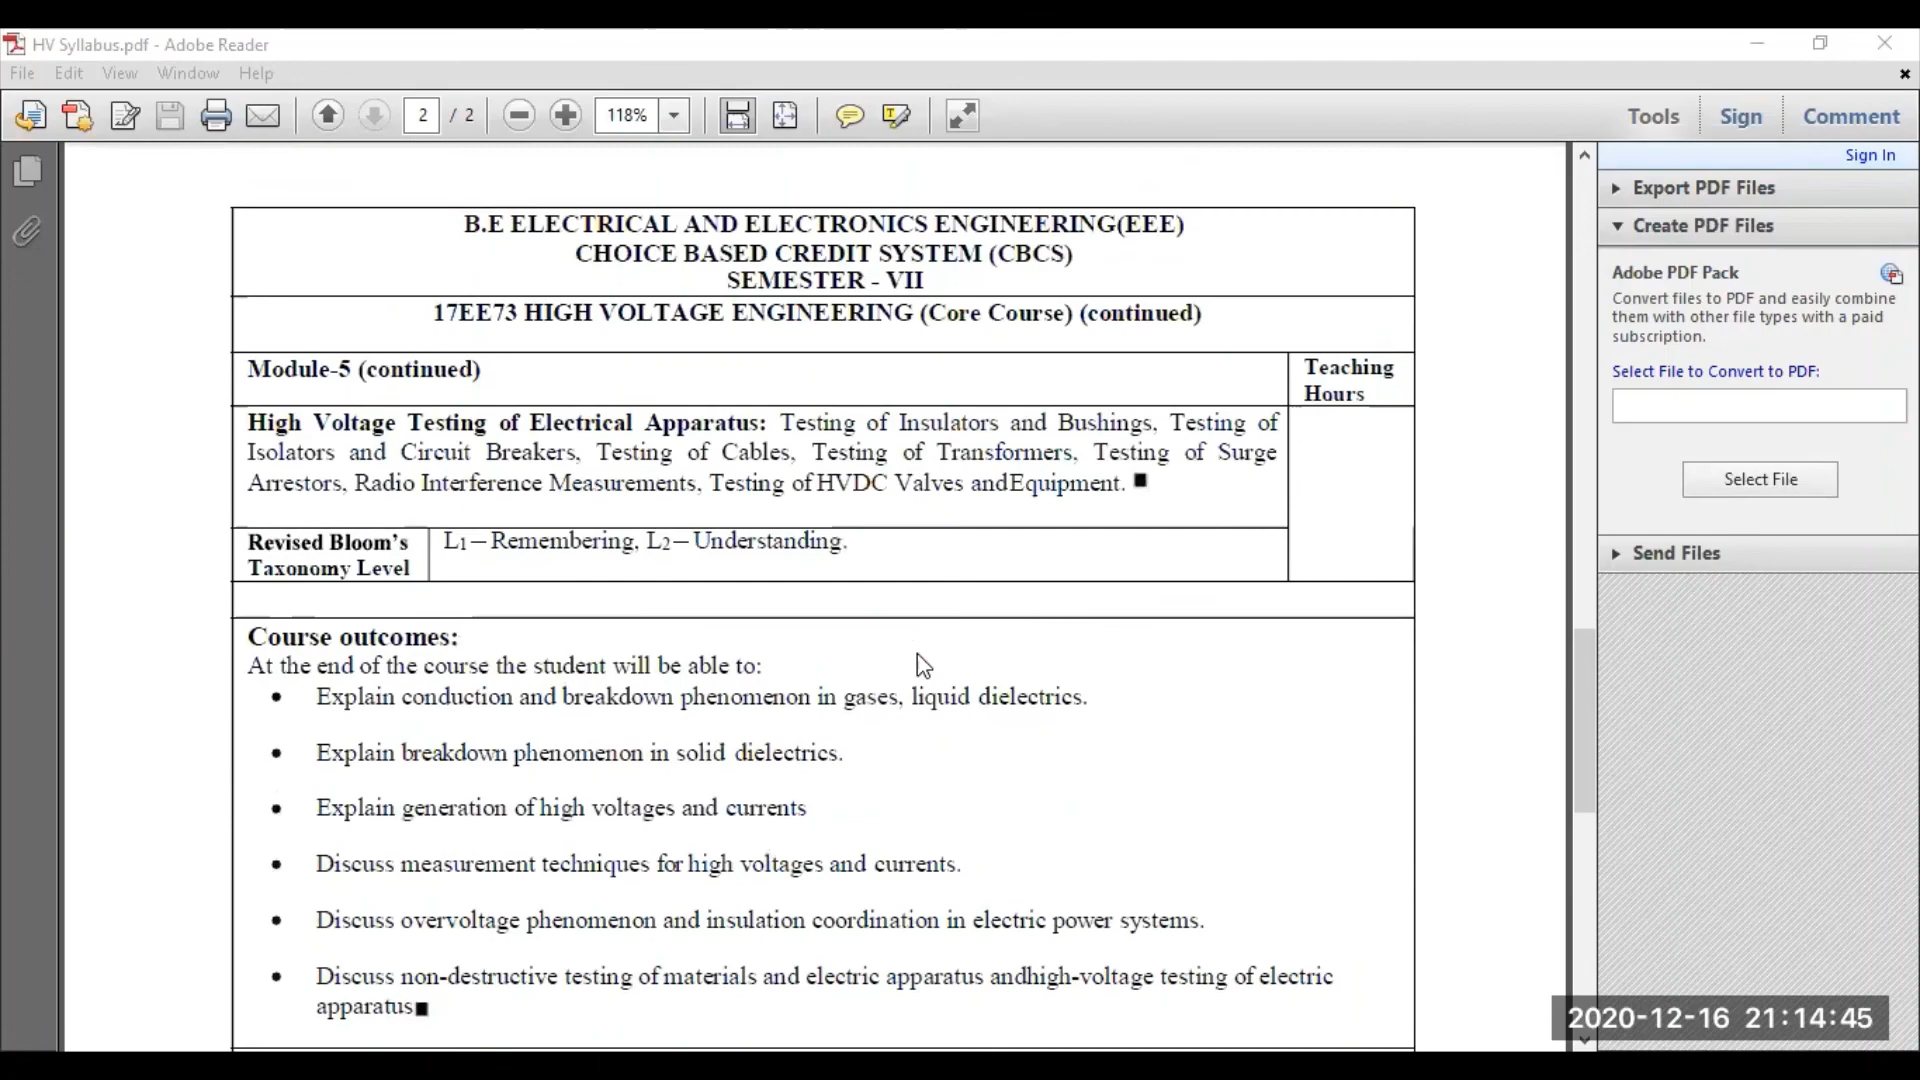 HV Syllabus.pdf - Adobe Reader
File Edit View Window Help
2 / 2 118% Tools Sign Comment
Sign In
Export PDF Files
Create PDF Files
Adobe PDF Pack
Convert files to PDF and easily combine
them with other file types with a paid
subscription.
Select File to Convert to PDF:
Select File
Send Files
B.E ELECTRICAL AND ELECTRONICS ENGINEERING(EEE)
CHOICE BASED CREDIT SYSTEM (CBCS)
SEMESTER - VII
17EE73 HIGH VOLTAGE ENGINEERING (Core Course) (continued)
Module-5 (continued)
Teaching
Hours
High Voltage Testing of Electrical Apparatus: Testing of Insulators and Bushings, Testing of
Isolators and Circuit Breakers, Testing of Cables, Testing of Transformers, Testing of Surge
Arrestors, Radio Interference Measurements, Testing of HVDC Valves andEquipment. ■
Revised Bloom's
Taxonomy Level
L1 – Remembering, L2 – Understanding.
Course outcomes:
At the end of the course the student will be able to:
• Explain conduction and breakdown phenomenon in gases, liquid dielectrics.
• Explain breakdown phenomenon in solid dielectrics.
• Explain generation of high voltages and currents
• Discuss measurement techniques for high voltages and currents.
• Discuss overvoltage phenomenon and insulation coordination in electric power systems.
• Discuss non-destructive testing of materials and electric apparatus andhigh-voltage testing of electric
apparatus■
2020-12-16 21:14:45